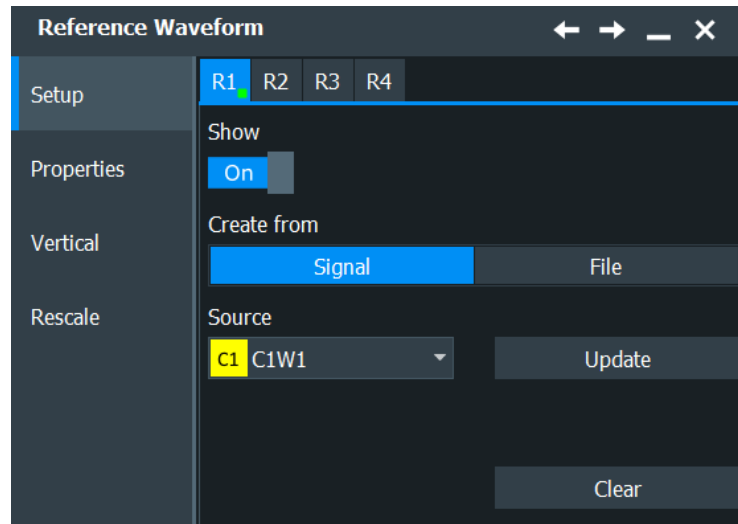 Reference Waveform
Setup
Properties
Vertical
Rescale
R1 R2 R3 R4
Show
On
Create from
Signal File
Source
C1 C1W1 Update
Clear